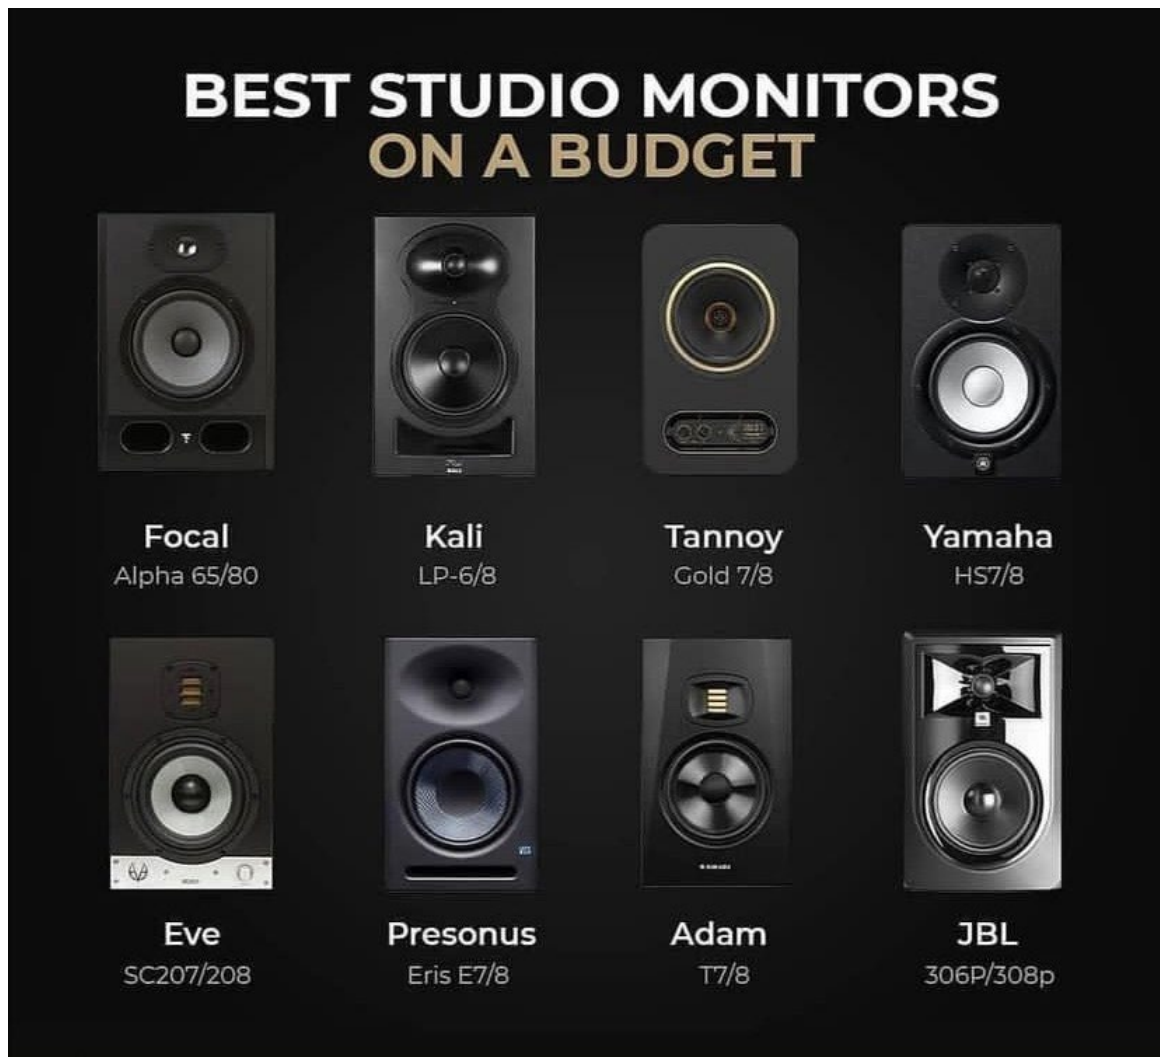 BEST STUDIO MONITORS
ON A BUDGET
Focal
Alpha 65/80
Kali
LP-6/8
Tannoy
Gold 7/8
Yamaha
HS7/8
Eve
SC207/208
Presonus
Eris E7/8
Adam
T7/8
JBL
306P/308p